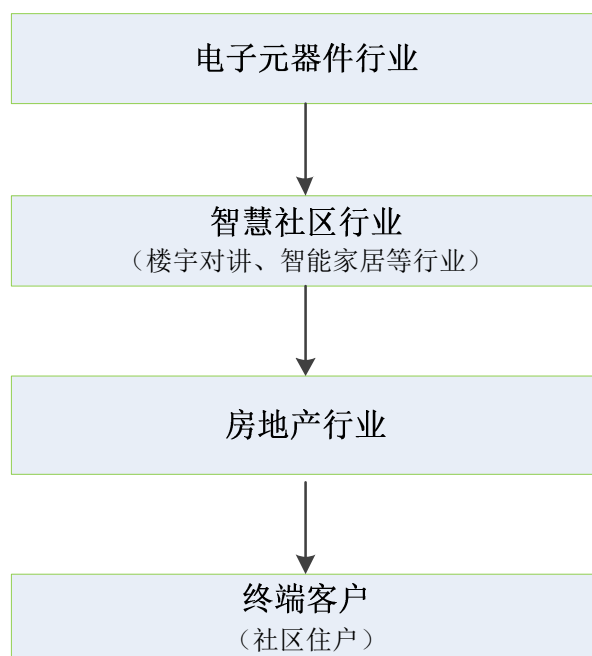 电子元器件行业
智慧社区行业
（楼宇对讲、智能家居等行业）
房地产行业
终端客户
（社区住户）